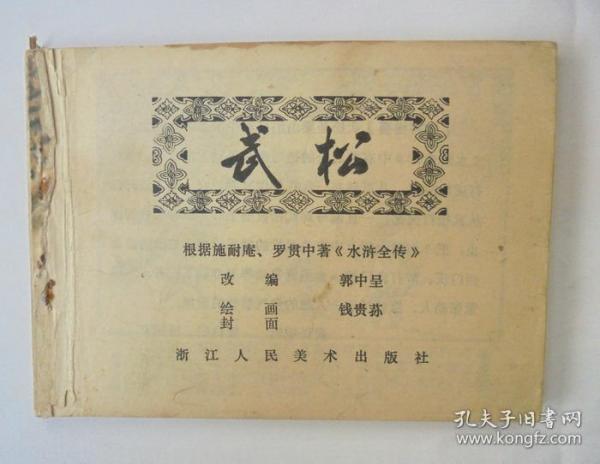 武松
根据施耐庵、罗贯中著《水浒全传》
改 编 郭中呈
绘 画 钱贵荪
封 面
浙江人民美术出版社
孔夫子旧书网
www.kongfz.com